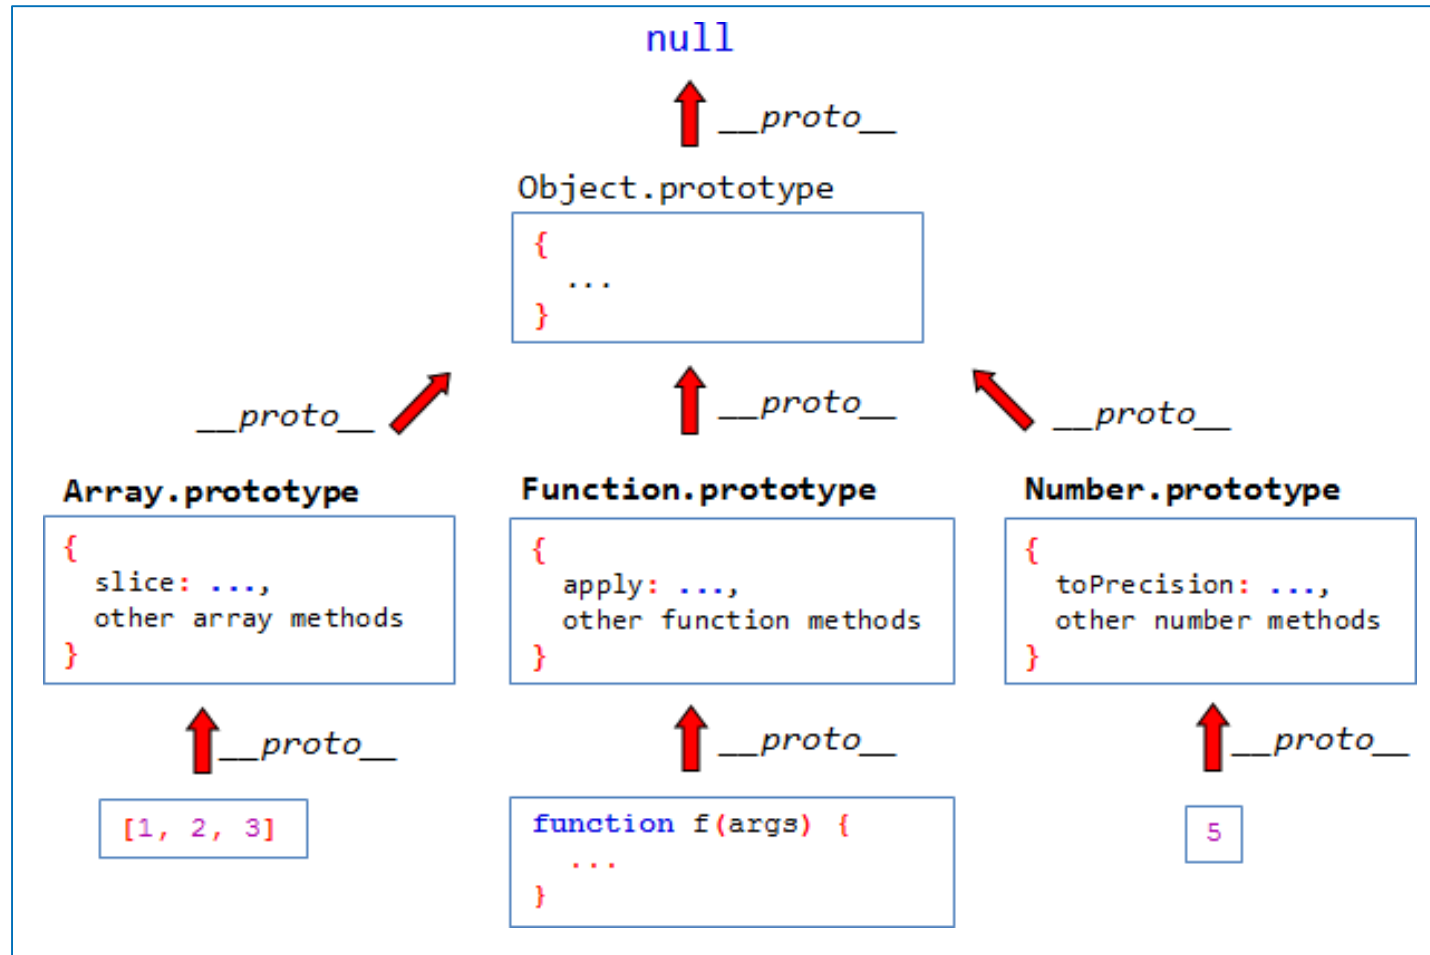 null
__proto__
Object.prototype
{
...
}
__proto__
__proto__
__proto__
Array.prototype
{
slice: ...,
other array methods
}
Function.prototype
{
apply: ...,
other function methods
}
Number.prototype
{
toPrecision: ...,
other number methods
}
__proto__
__proto__
__proto__
[1, 2, 3]
function f(args) {
...
}
5